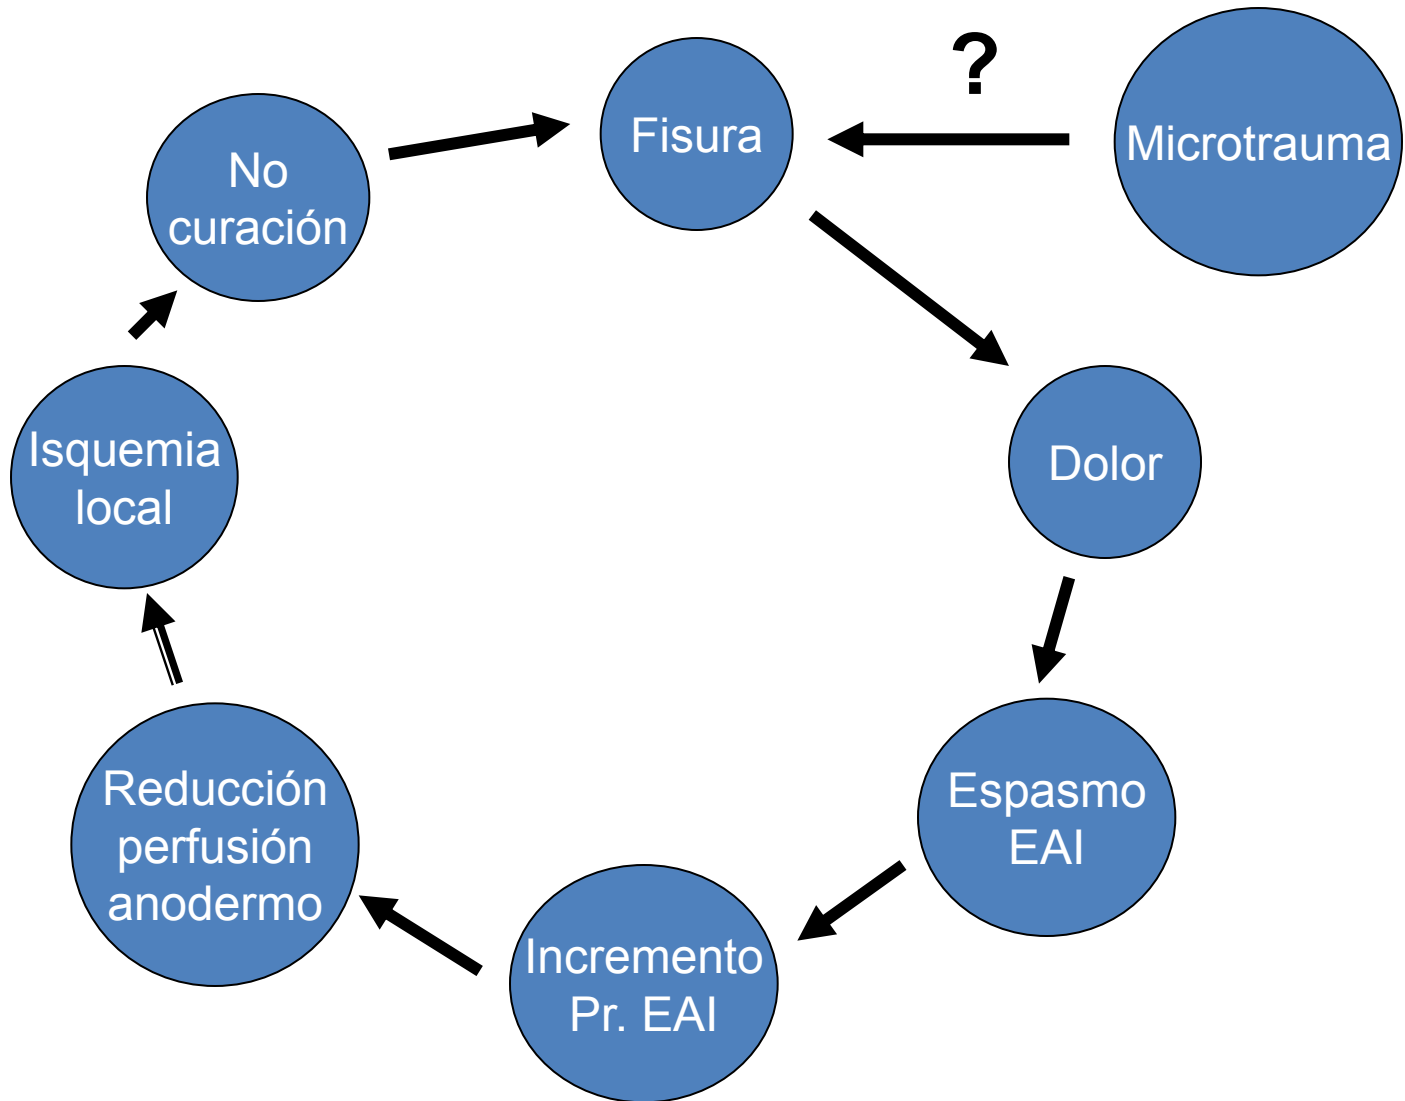 ?
Fisura
Microtrauma
No
curación
Dolor
Isquemia
local
Espasmo
EAI
Reducción
perfusión
anodermo
Incremento
Pr. EAI